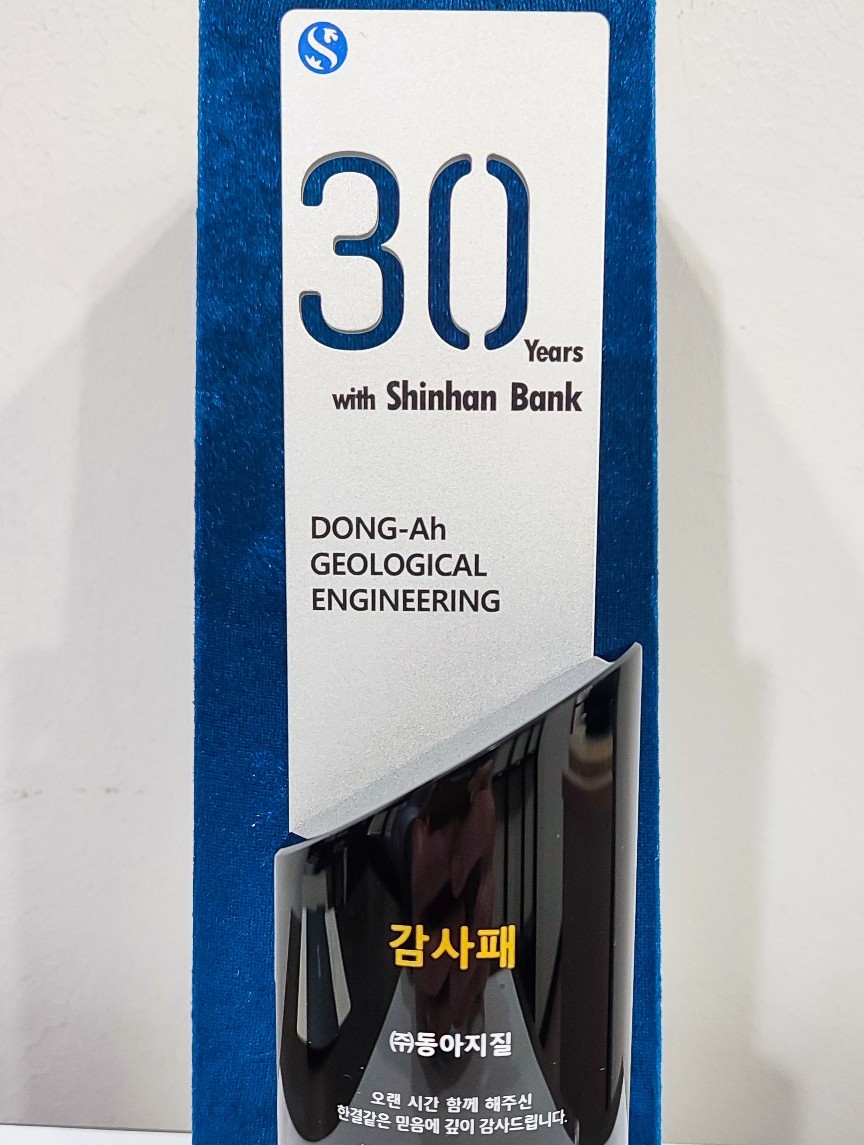 30
Years
with Shinhan Bank
DONG-Ah
GEOLOGICAL
ENGINEERING
감사패
㈜동아지질
오랜 시간 함께 해주신
한결같은 믿음에 깊이 감사드립니다.